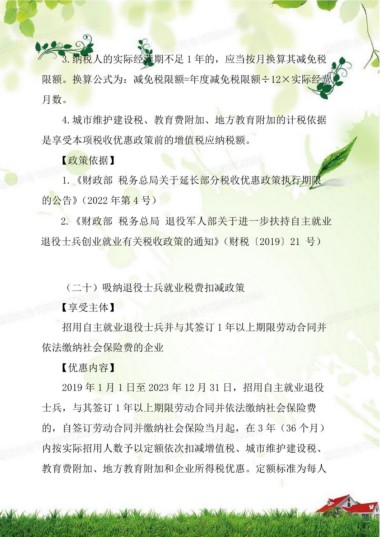 3.纳税人的实际经营期不足 1 年的，应当按月换算其减免税
限额。换算公式为：减免税限额=年度减免税限额÷12×实际经营
月数。
4.城市维护建设税、教育费附加、地方教育附加的计税依据
是享受本项税收优惠政策前的增值税应纳税额。
【政策依据】
1.《财政部 税务总局关于延长部分税收优惠政策执行期限
的公告》（2022 年第 4 号）
2.《财政部 税务总局 退役军人部关于进一步扶持自主就业
退役士兵创业就业有关税收政策的通知》（财税〔2019〕21 号）
（二十）吸纳退役士兵就业税费扣减政策
【享受主体】
招用自主就业退役士兵并与其签订 1 年以上期限劳动合同并
依法缴纳社会保险费的企业
【优惠内容】
2019 年 1 月 1 日至 2023 年 12 月 31 日，招用自主就业退役
士兵，与其签订 1 年以上期限劳动合同并依法缴纳社会保险费
的，自签订劳动合同并缴纳社会保险当月起，在 3 年（36 个月）
内按实际招用人数予以定额依次扣减增值税、城市维护建设税、
教育费附加、地方教育附加和企业所得税优惠。定额标准为每人